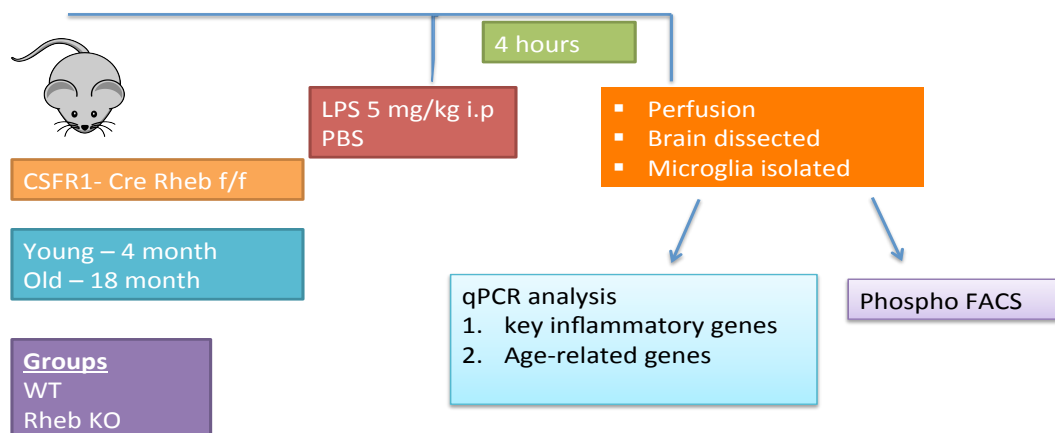 4 hours
LPS 5 mg/kg i.p
PBS
▪ Perfusion
▪ Brain dissected
▪ Microglia isolated
CSFR1- Cre Rheb f/f
Young – 4 month
Old – 18 month
qPCR analysis
1. key inflammatory genes
2. Age-related genes
Phospho FACS
Groups
WT
Rheb KO